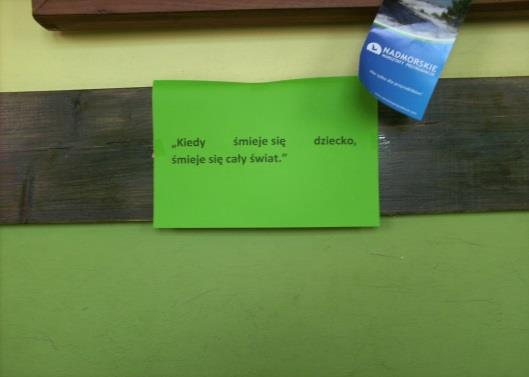 NADMORSKIE
„Kiedy śmieje się dziecko,
śmieje się cały świat."